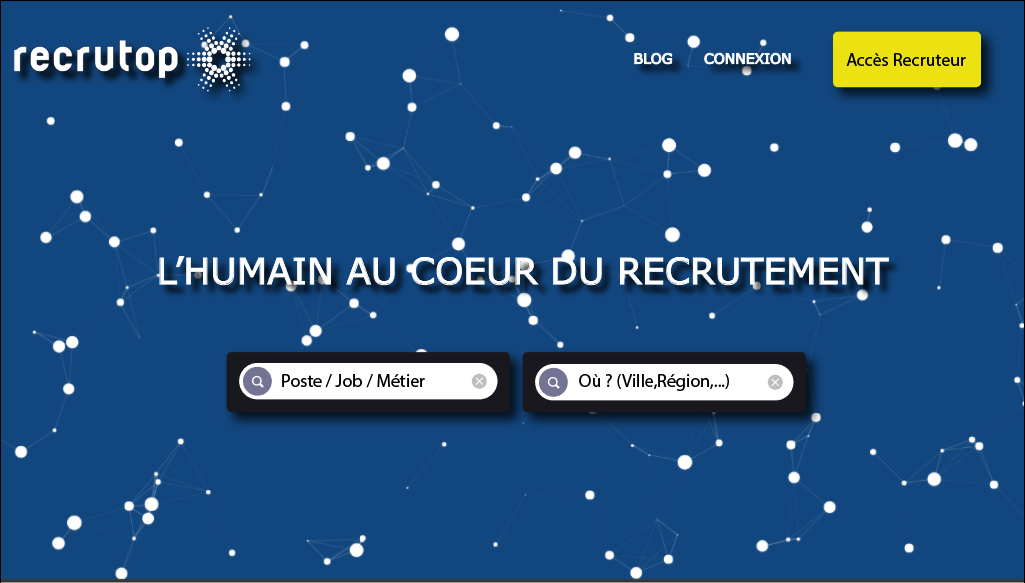 recrutop
BLOG
CONNEXION
Accès Recruteur
L’HUMAIN AU COEUR DU RECRUTEMENT
Poste / Job / Métier
Où ? (Ville,Région,...)